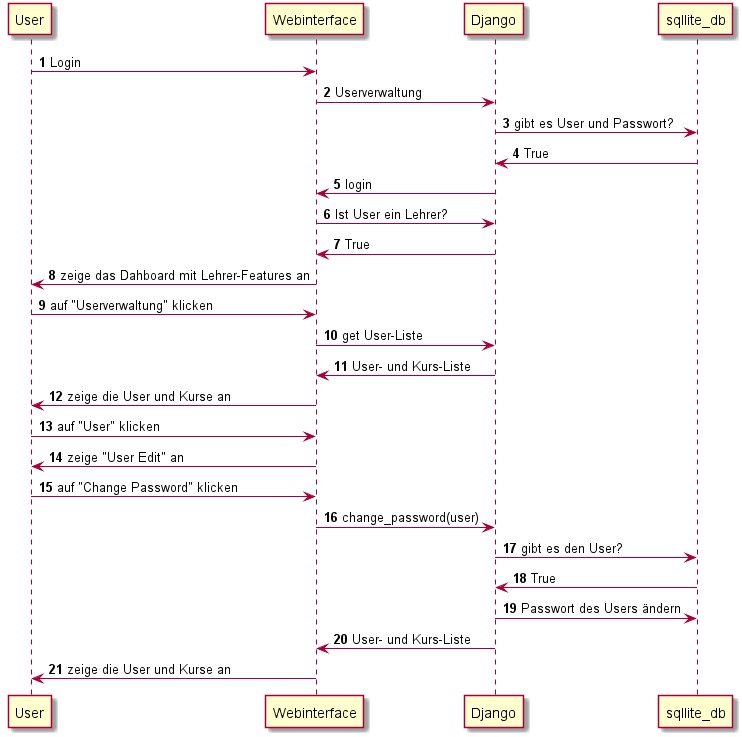 User Webinterface Django sqllite_db
1 Login
2 Userverwaltung
3 gibt es User und Passwort?
4 True
5 login
6 Ist User ein Lehrer?
7 True
8 zeige das Dahboard mit Lehrer-Features an
9 auf "Userverwaltung" klicken
10 get User-Liste
11 User- und Kurs-Liste
12 zeige die User und Kurse an
13 auf "User" klicken
14 zeige "User Edit" an
15 auf "Change Password" klicken
16 change_password(user)
17 gibt es den User?
18 True
19 Passwort des Users ändern
20 User- und Kurs-Liste
21 zeige die User und Kurse an
User Webinterface Django sqllite_db